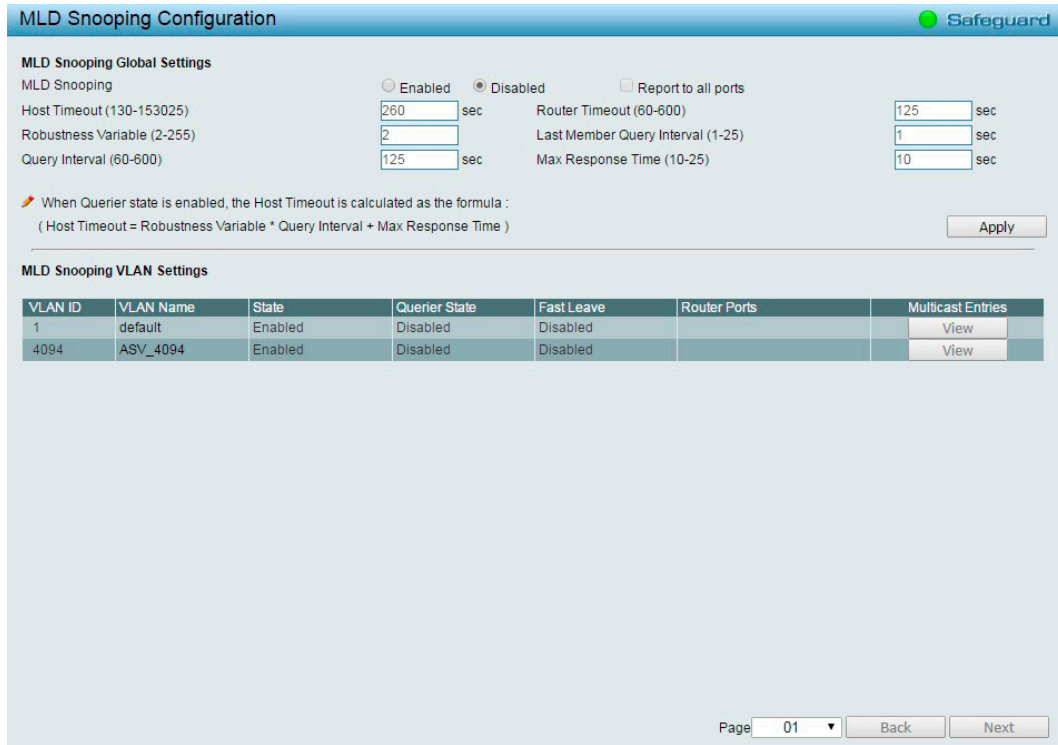 MLD Snooping Configuration
Safeguard
MLD Snooping Global Settings
MLD Snooping Enabled Disabled Report to all ports
Host Timeout (130-153025) 260 sec Router Timeout (60-600) 125 sec
Robustness Variable (2-255) 2 Last Member Query Interval (1-25) 1 sec
Query Interval (60-600) 125 sec Max Response Time (10-25) 10 sec
When Querier state is enabled, the Host Timeout is calculated as the formula :
( Host Timeout = Robustness Variable * Query Interval + Max Response Time )
Apply
MLD Snooping VLAN Settings
VLAN ID VLAN Name State Querier State Fast Leave Router Ports Multicast Entries
1 default Enabled Disabled Disabled View
4094 ASV_4094 Enabled Disabled Disabled View
Page 01 Back Next